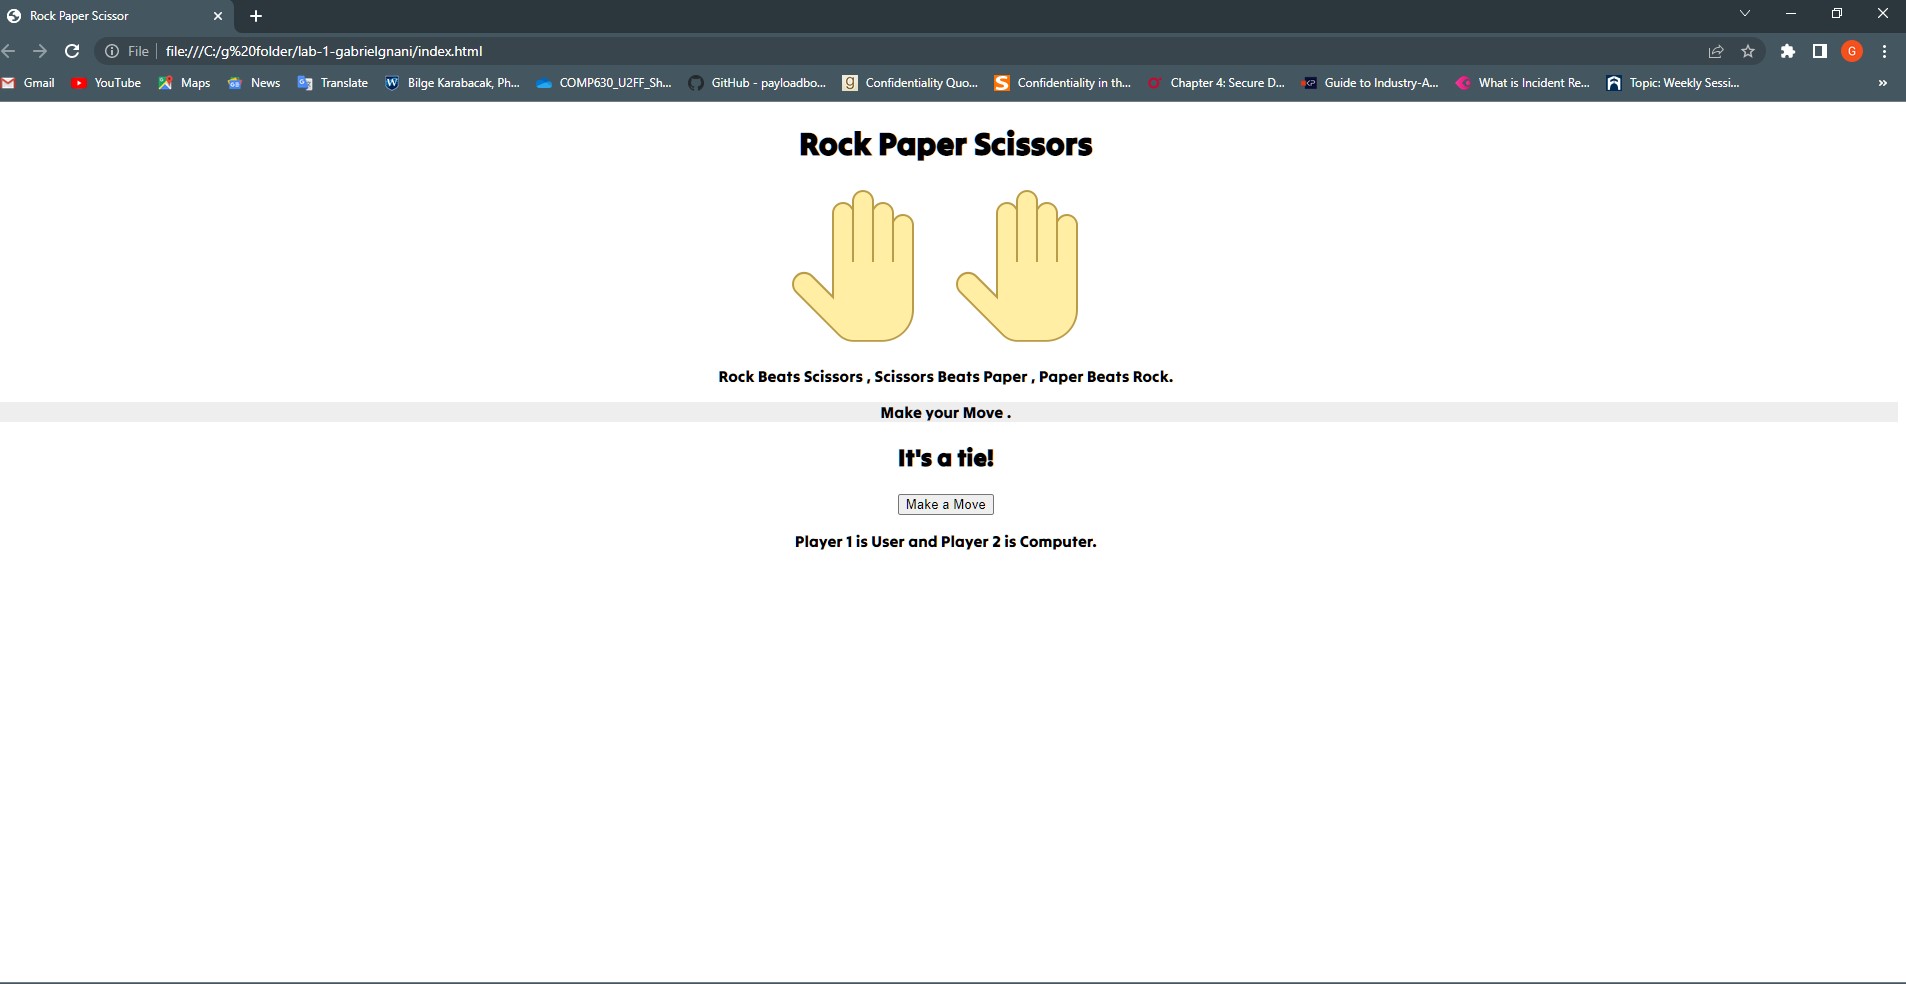 Rock Paper Scissor
File file:///C:/g%20folder/lab-1-gabrielgnani/index.html G
Gmail YouTube Maps News Translate Bilge Karabacak, Ph... COMP630_U2FF_Sh... GitHub - payloadbo... Confidentiality Quo... Confidentiality in th... Chapter 4: Secure D... Guide to Industry-A... What is Incident Re... Topic: Weekly Sessi... »
Rock Paper Scissors
Rock Beats Scissors , Scissors Beats Paper , Paper Beats Rock.
Make your Move .
It's a tie!
Make a Move
Player 1 is User and Player 2 is Computer.